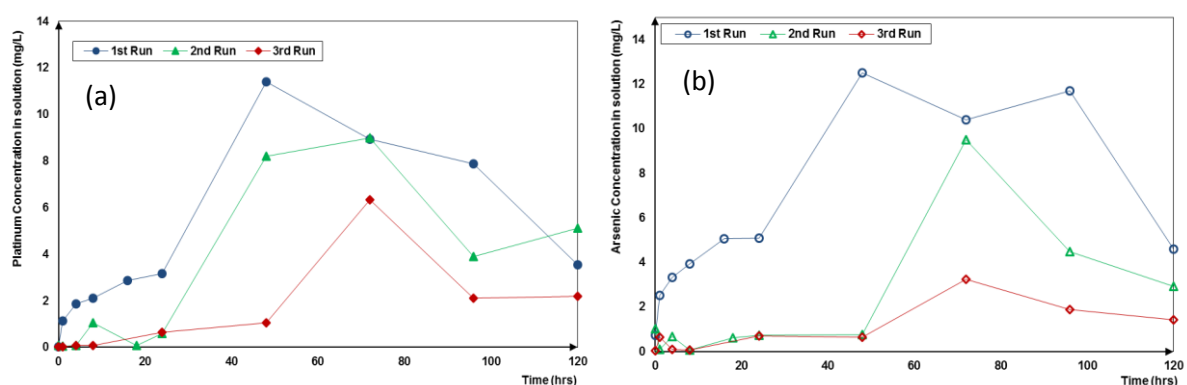 Platinum Concentration in solution (mg/L)
14
12
10
8
6
4
2
0
1st Run 2nd Run 3rd Run
(a)
0 20 40 60 80 100 120
Time (hrs)
Arsenic Concentration in solution (mg/L)
14
12
10
8
6
4
2
0
1st Run 2nd Run 3rd Run
(b)
0 20 40 60 80 100 120
Time (hrs)